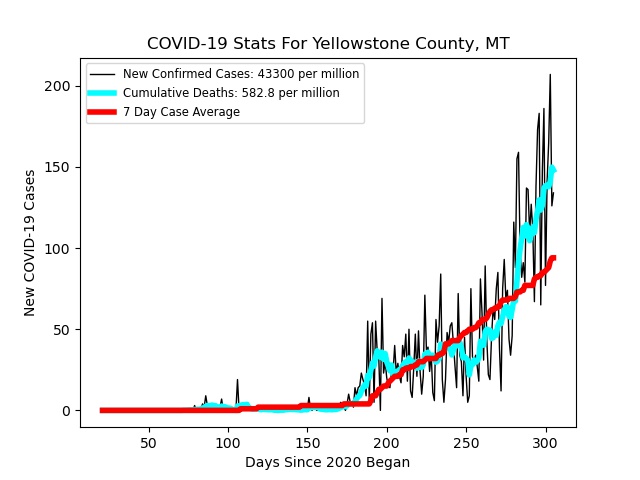 COVID-19 Stats For Yellowstone County, MT
New Confirmed Cases: 43300 per million
Cumulative Deaths: 582.8 per million
7 Day Case Average
New COVID-19 Cases
200
150
100
50
0
50 100 150 200 250 300
Days Since 2020 Began